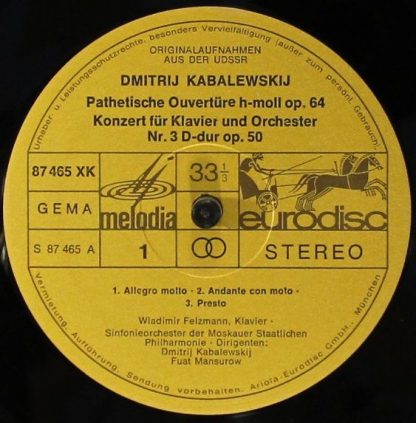 Urheber- u. Leistungsschutzrechte, besonders Vervielfältigung (außer zum persönl. Gebrauch),
ORIGINALAUFNAHMEN
AUS DER UDSSR
DMITRIJ KABALEWSKIJ
Pathetische Ouvertüre h-moll op. 64
Konzert für Klavier und Orchester
Nr. 3 D-dur op. 50
87 465 XK
33 1/3
GEMA
melodia
eurodisc
S 87 465 A
1
STEREO
1. Allegro molto · 2. Andante con moto ·
3. Presto
Wladimir Felzmann, Klavier ·
Sinfonieorchester der Moskauer Staatlichen
Philharmonie · Dirigenten:
Dmitrij Kabalewskij
Fuat Mansurow
Vermietung, Aufführung, Sendung vorbehalten. Ariola-Eurodisc GmbH. · München